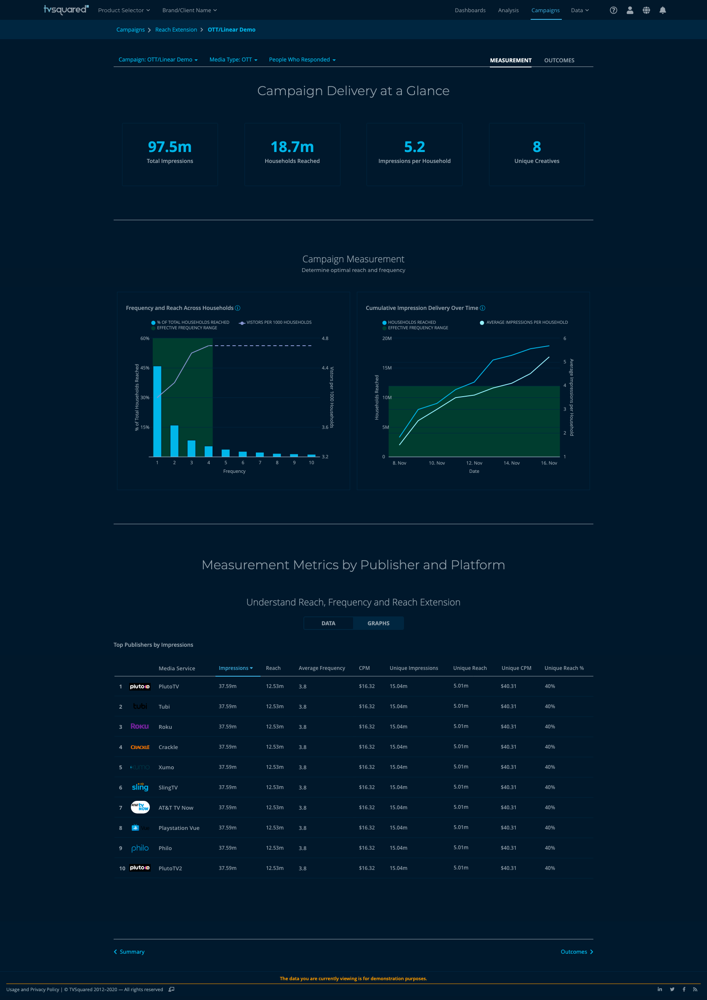 tvsquared Product Selector Brand/Client Name Dashboards Analysis Campaigns Data
Campaigns Reach Extension OTT/Linear Demo
Campaign: OTT/Linear Demo Media Type: OTT People Who Responded MEASUREMENT OUTCOMES
Campaign Delivery at a Glance
97.5m 18.7m 5.2 8
Total Impressions Households Reached Impressions per Household Unique Creatives
Campaign Measurement
Determine optimal reach and frequency
Frequency and Reach Across Households
% OF TOTAL HOUSEHOLDS REACHED VISTORS PER 1000 HOUSEHOLDS
EFFECTIVE FREQUENCY RANGE
60% 4.8
45% 4.4
30%
15% 3.6
3.2
% of Total Households Reached
Vistors per 1000 Households
1 2 3 4 5 6 7 8 9 10
Frequency
Cumulative Impression Delivery Over Time
HOUSEHOLDS REACHED AVERAGE IMPRESSIONS PER HOUSEHOLD
EFFECTIVE FREQUENCY RANGE
20M 6
5
15M
4
10M
3
5M
2
0 1
Households Reached
Average Impressions per Household
8. Nov 10. Nov 12. Nov 14. Nov 16. Nov
Date
Measurement Metrics by Publisher and Platform
Understand Reach, Frequency and Reach Extension
DATA GRAPHS
Top Publishers by Impressions
Media Service Impressions Reach Average Frequency CPM Unique Impressions Unique Reach Unique CPM Unique Reach %
1 pluto tv PlutoTV 37.59m 12.53m 3.8 $16.32 15.04m 5.01m $40.31 40%
2 tubi Tubi 37.59m 12.53m 3.8 $16.32 15.04m 5.01m $40.31 40%
3 ROKU Roku 37.59m 12.53m 3.8 $16.32 15.04m 5.01m $40.31 40%
4 CRACKLE Crackle 37.59m 12.53m 3.8 $16.32 15.04m 5.01m $40.31 40%
5 XUMO Xumo 37.59m 12.53m 3.8 $16.32 15.04m 5.01m $40.31 40%
6 sling SlingTV 37.59m 12.53m 3.8 $16.32 15.04m 5.01m $40.31 40%
7 AT&T tv NOW AT&T TV Now 37.59m 12.53m 3.8 $16.32 15.04m 5.01m $40.31 40%
8 Vue Playstation Vue 37.59m 12.53m 3.8 $16.32 15.04m 5.01m $40.31 40%
9 philo Philo 37.59m 12.53m 3.8 $16.32 15.04m 5.01m $40.31 40%
10 pluto tv PlutoTV2 37.59m 12.53m 3.8 $16.32 15.04m 5.01m $40.31 40%
Summary Outcomes
The data you are currently viewing is for demonstration purposes.
Usage and Privacy Policy | © TVSquared 2012–2020 — All rights reserved